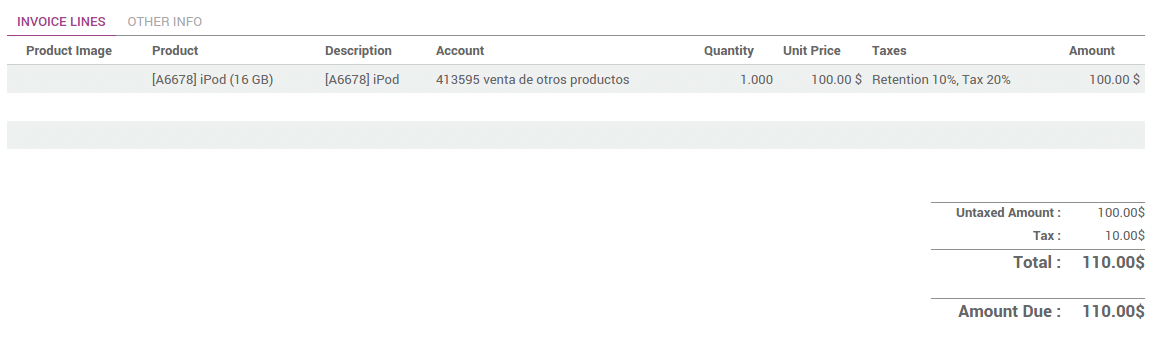 INVOICE LINES OTHER INFO
Product Image Product Description Account Quantity Unit Price Taxes Amount
[A6678] iPod (16 GB) [A6678] iPod 413595 venta de otros productos 1.000 100.00 $ Retention 10%, Tax 20% 100.00 $
Untaxed Amount : 100.00$
Tax : 10.00$
Total : 110.00$
Amount Due : 110.00$